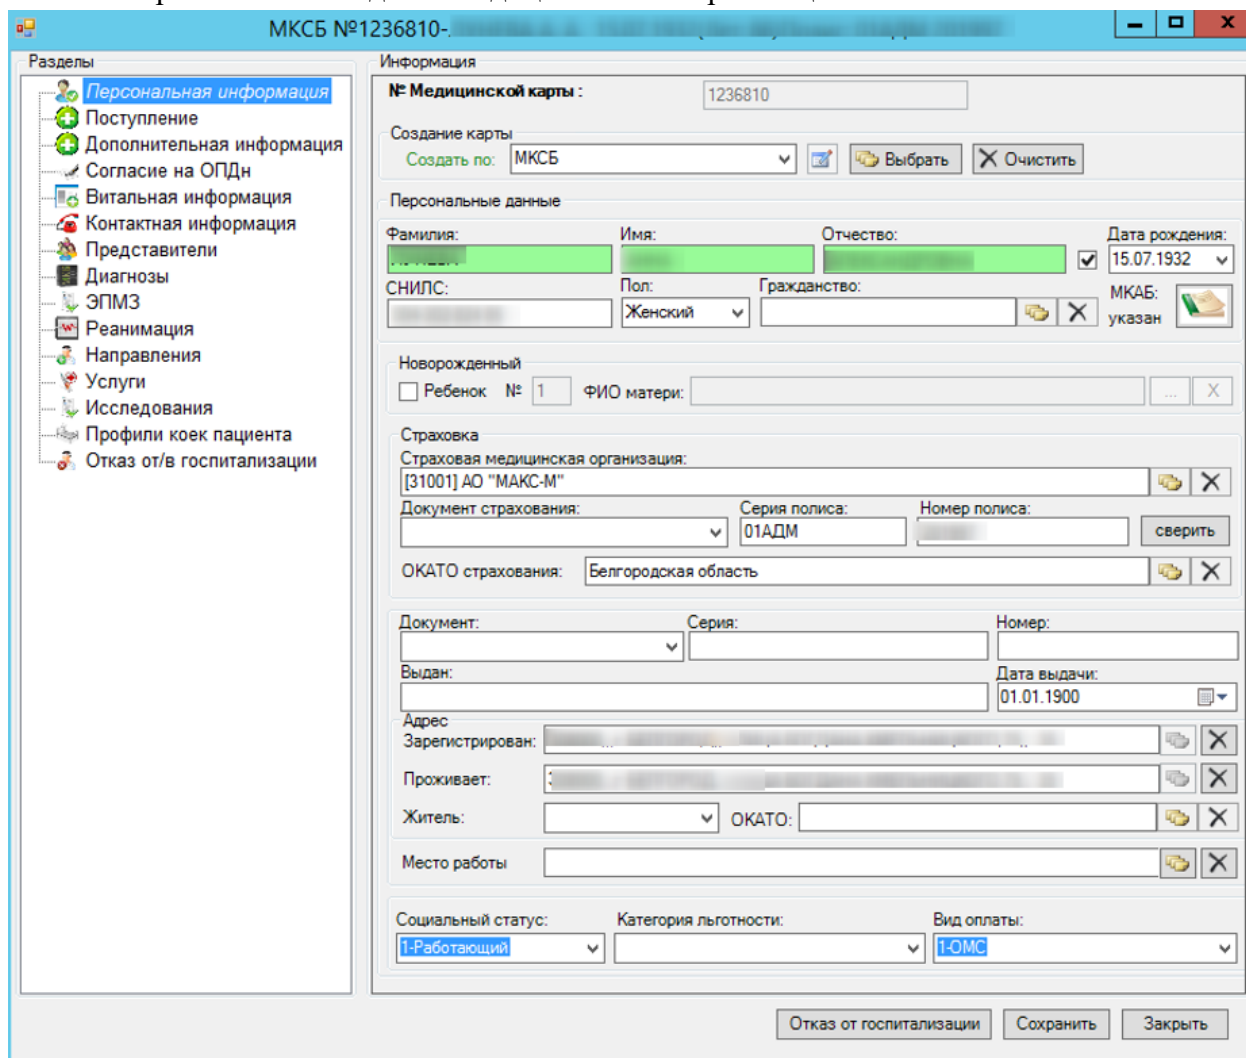 МКСБ №1236810-
Разделы
Персональная информация
Поступление
Дополнительная информация
Согласие на ОПДн
Витальная информация
Контактная информация
Представители
Диагнозы
ЭПМЗ
Реанимация
Направления
Услуги
Исследования
Профили коек пациента
Отказ от/в госпитализации
Информация
№ Медицинской карты : 1236810
Создание карты
Создать по: МКСБ Выбрать Очистить
Персональные данные
Фамилия: Имя: Отчество: Дата рождения:
15.07.1932
СНИЛС: Пол: Гражданство: МКАБ:
Женский указан
Новорожденный
Ребенок № 1 ФИО матери: ... X
Страховка
Страховая медицинская организация:
[31001] АО "МАКС-М"
Документ страхования: Серия полиса: Номер полиса:
01АДМ сверить
ОКАТО страхования: Белгородская область
Документ: Серия: Номер:
Выдан: Дата выдачи:
01.01.1900
Адрес
Зарегистрирован:
Проживает:
Житель: ОКАТО:
Место работы
Социальный статус: Категория льготности: Вид оплаты:
1-Работающий 1-ОМС
Отказ от госпитализации Сохранить Закрыть